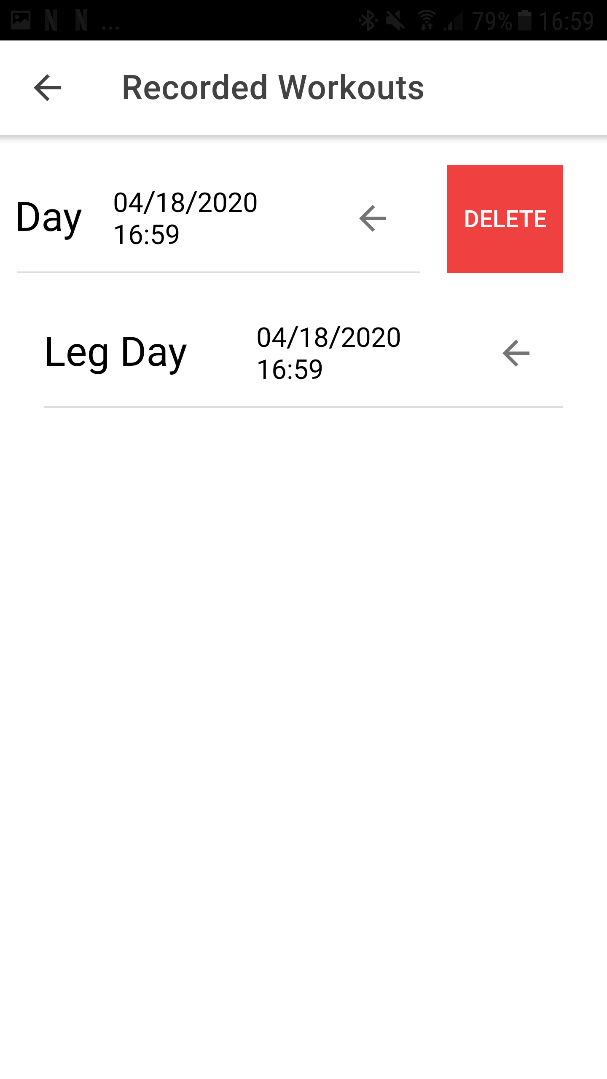 N N ... 79% 16:59
Recorded Workouts
Day 04/18/2020
16:59
DELETE
Leg Day 04/18/2020
16:59